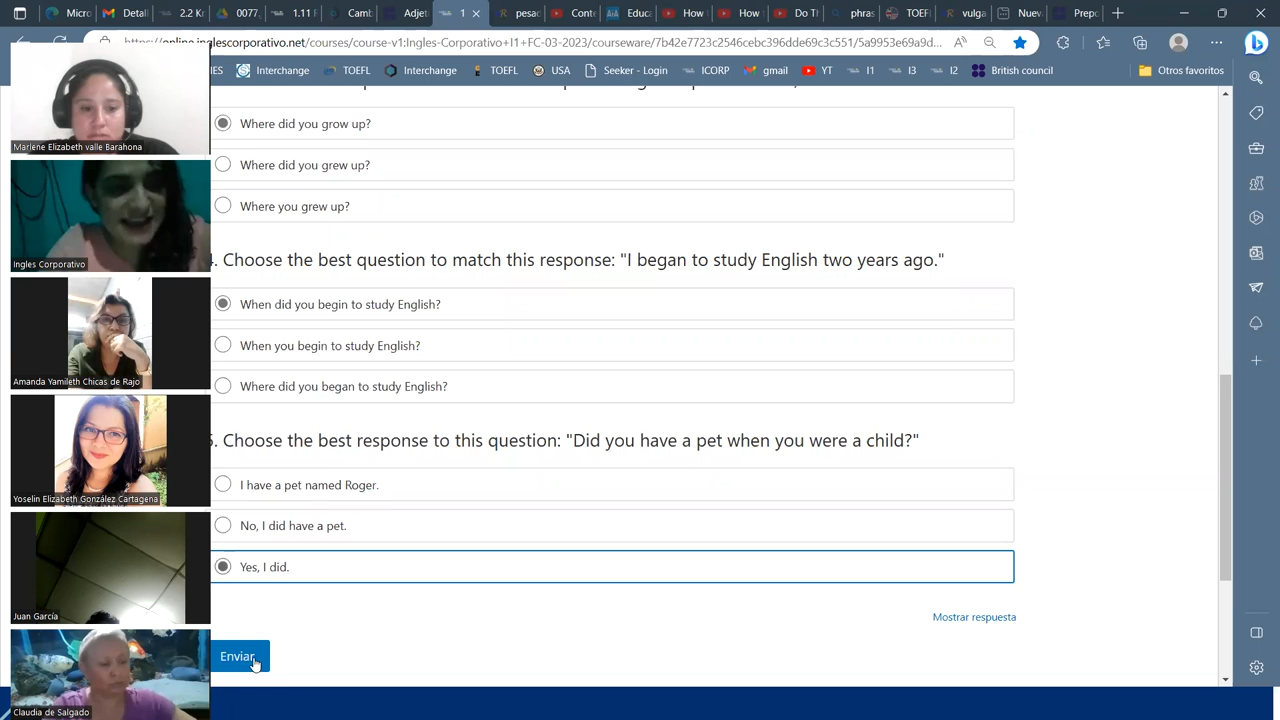 Micro
Detall
2.2 Kr
0077.
1.11 F
Camb
Adjet
1
pesac
Conte
Educa
How I
How
Do Th
phras
TOEFL
vulga
Nuev
Prepo
https://online.inglescorporativo.net/courses/course-v1:Ingles-Corporativo+I1+FC-03-2023/courseware/7b42e7723c2546cebc396dde69c3c551/5a9953e69a9d...
IES
Interchange
TOEFL
Interchange
TOEFL
USA
Seeker - Login
ICORP
gmail
YT
I1
I3
I2
British council
Otros favoritos
Where did you grow up?
Where did you grew up?
Where you grew up?
4. Choose the best question to match this response: "I began to study English two years ago."
When did you begin to study English?
When you begin to study English?
Where did you began to study English?
5. Choose the best response to this question: "Did you have a pet when you were a child?"
I have a pet named Roger.
No, I did have a pet.
Yes, I did.
Mostrar respuesta
Enviar
Marlene Elizabeth valle Barahona
Ingles Corporativo
Amanda Yamileth Chicas de Rajo
Yoselin Elizabeth González Cartagena
Juan García
Claudia de Salgado